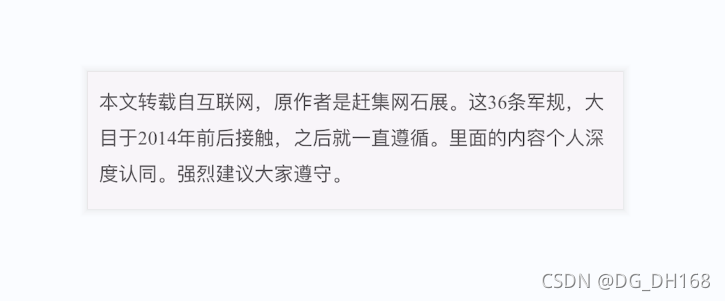 本文转载自互联网，原作者是赶集网石展。这36条军规，大
目于2014年前后接触，之后就一直遵循。里面的内容个人深
度认同。强烈建议大家遵守。
CSDN @DG_DH168